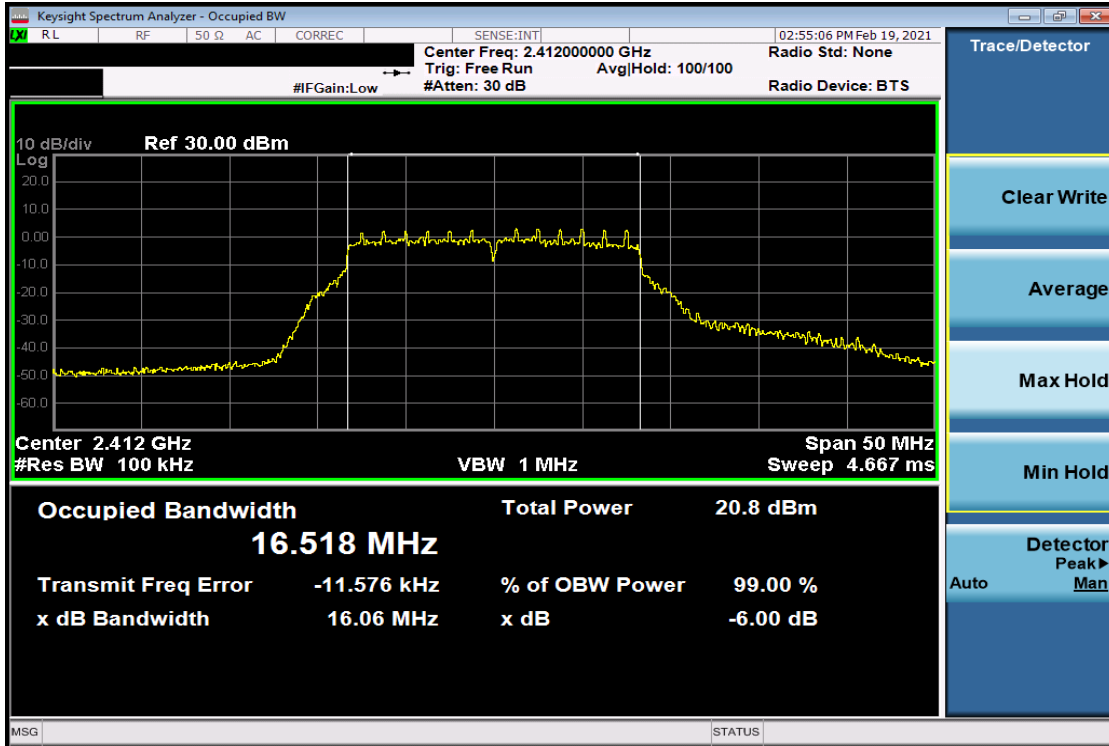 Keysight Spectrum Analyzer - Occupied BW
LXI RL RF 50 Ω AC CORREC SENSE:INT 02:55:06 PM Feb 19, 2021
Center Freq: 2.412000000 GHz Radio Std: None
Trig: Free Run Avg|Hold: 100/100
#IFGain:Low #Atten: 30 dB Radio Device: BTS
10 dB/div Ref 30.00 dBm
Log
20.0
10.0
0.00
-10.0
-20.0
-30.0
-40.0
-50.0
-60.0
Center 2.412 GHz Span 50 MHz
#Res BW 100 kHz VBW 1 MHz Sweep 4.667 ms
Occupied Bandwidth Total Power 20.8 dBm
16.518 MHz
Transmit Freq Error -11.576 kHz % of OBW Power 99.00 %
x dB Bandwidth 16.06 MHz x dB -6.00 dB
MSG STATUS
Trace/Detector
Clear Write
Average
Max Hold
Min Hold
Detector
Peak▶
Auto Man